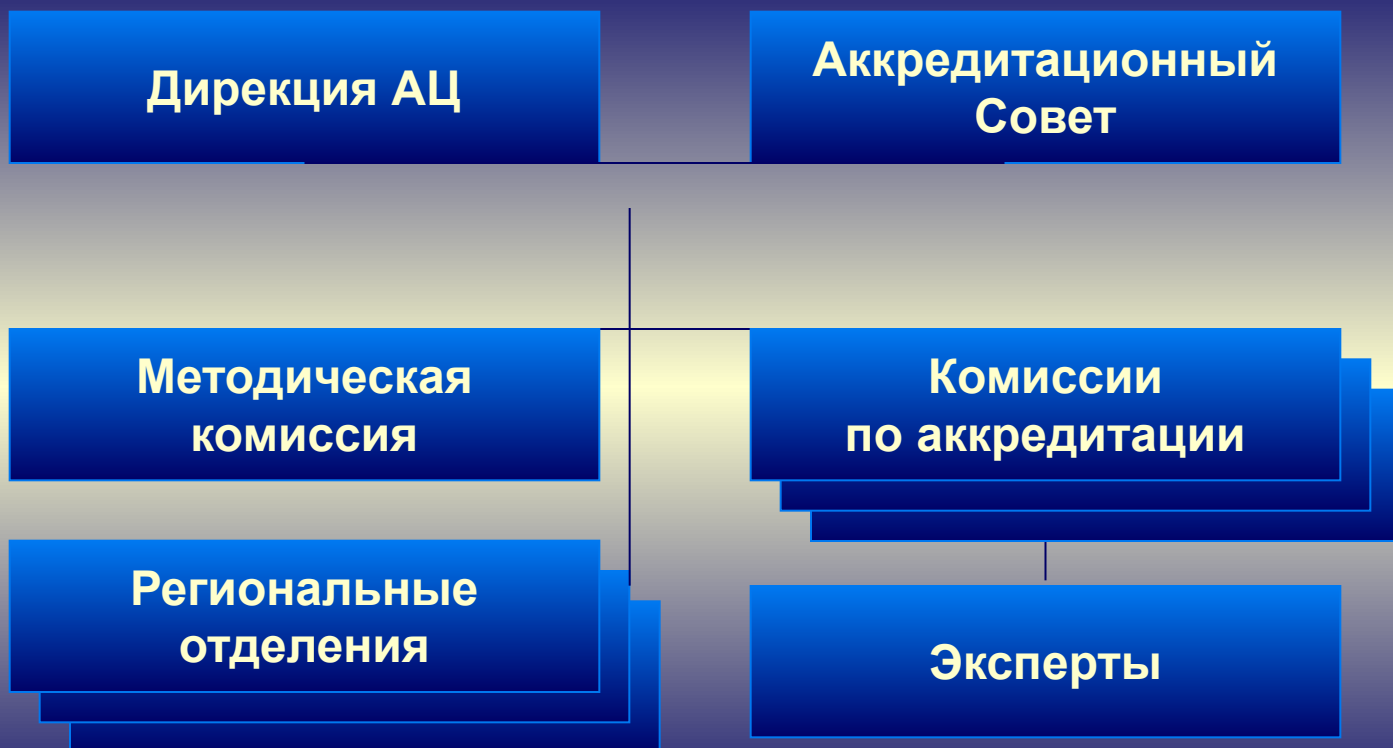 Дирекция АЦ
Аккредитационный
Совет
Методическая
комиссия
Комиссии
по аккредитации
Региональные
отделения
Эксперты